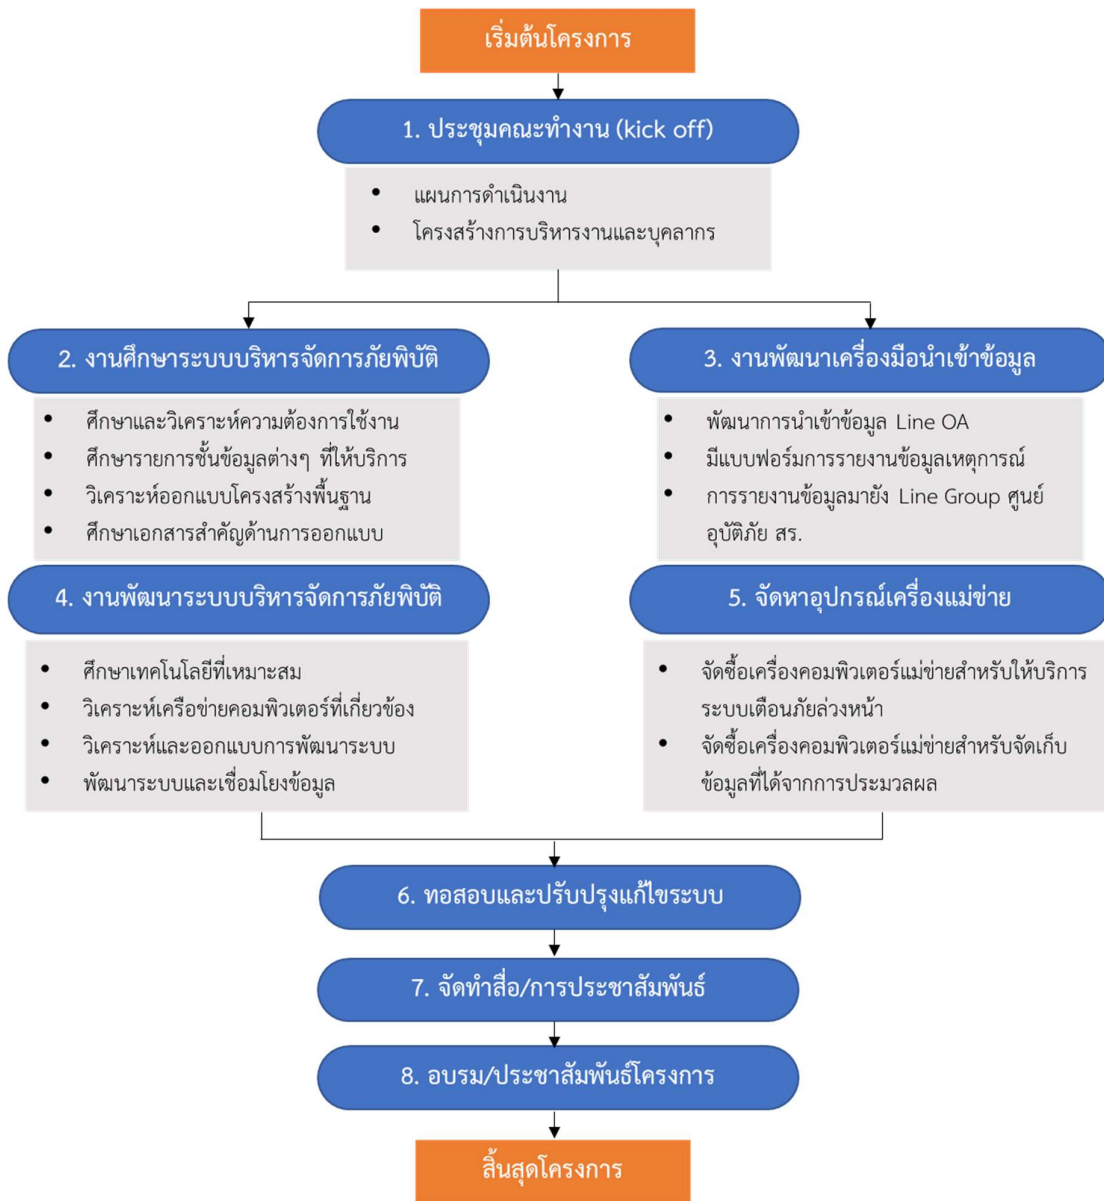 เริ่มต้นโครงการ
1. ประชุมคณะทำงาน (kick off)
• แผนการดำเนินงาน
• โครงสร้างการบริหารงานและบุคลากร
2. งานศึกษาระบบบริหารจัดการภัยพิบัติ
• ศึกษาและวิเคราะห์ความต้องการใช้งาน
• ศึกษารายการชั้นข้อมูลต่างๆ ที่ให้บริการ
• วิเคราะห์ออกแบบโครงสร้างพื้นฐาน
• ศึกษาเอกสารสำคัญด้านการออกแบบ
3. งานพัฒนาเครื่องมือนำเข้าข้อมูล
• พัฒนาการนำเข้าข้อมูล Line OA
• มีแบบฟอร์มการรายงานข้อมูลเหตุการณ์
• การรายงานข้อมูลมายัง Line Group ศูนย์
อุบัติภัย สร.
4. งานพัฒนาระบบบริหารจัดการภัยพิบัติ
• ศึกษาเทคโนโลยีที่เหมาะสม
• วิเคราะห์เครือข่ายคอมพิวเตอร์ที่เกี่ยวข้อง
• วิเคราะห์และออกแบบการพัฒนาระบบ
• พัฒนาระบบและเชื่อมโยงข้อมูล
5. จัดหาอุปกรณ์เครื่องแม่ข่าย
• จัดซื้อเครื่องคอมพิวเตอร์แม่ข่ายสำหรับให้บริการ
ระบบเตือนภัยล่วงหน้า
• จัดซื้อเครื่องคอมพิวเตอร์แม่ข่ายสำหรับจัดเก็บ
ข้อมูลที่ได้จากการประมวลผล
6. ทอสอบและปรับปรุงแก้ไขระบบ
7. จัดทำสื่อ/การประชาสัมพันธ์
8. อบรม/ประชาสัมพันธ์โครงการ
สิ้นสุดโครงการ